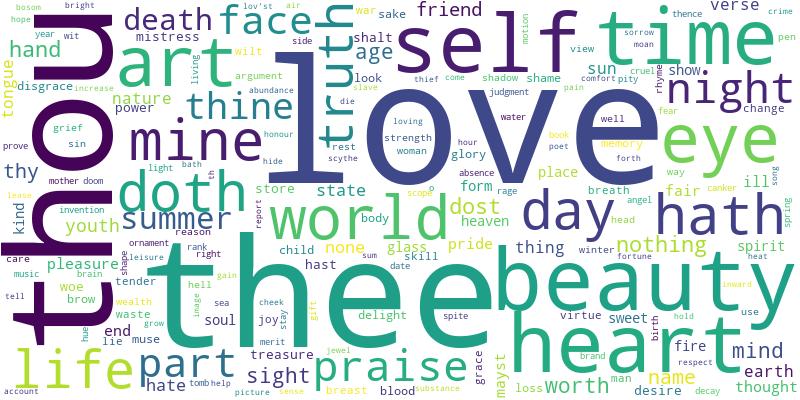 bosom bright lov'st air war sake friend verse thence crime
hope death face truth shalt self motion view time sorrow pen
year wit mistress side age sun moan
hand art wilt look thief come shadow shame comfort pity cruel rhyme show
tongue disgrace increase living argument abundance judgment pain night
nature thine slave die love fear change
thou power honour loving water book well memory eye
grief sin mine hide rest strength poet forth
prove scythe woman glory hour absence place way song
thy light bath th store state form rage breath fair canker ill
mother doom doth scope o angel
lease kind invention summer report world body dost heaven day head hath spring
youth reason none glass pride thing winter nothing spirit
ornament rank child fortune
care leisure right hast sum skill heat
music pleasure brain shape thee date beauty inward
tell woe tender gain
brow wealth hell image sea cheek gift delight virtue use
waste hue grow soul joy stay spite sweet birth hold
end muse merit heart fire mind
lie jewel brand respect earth
life part treasure praise grace mayst man name
hate tomb help sight worth thought
account picture sense breast blood substance loss desire decay